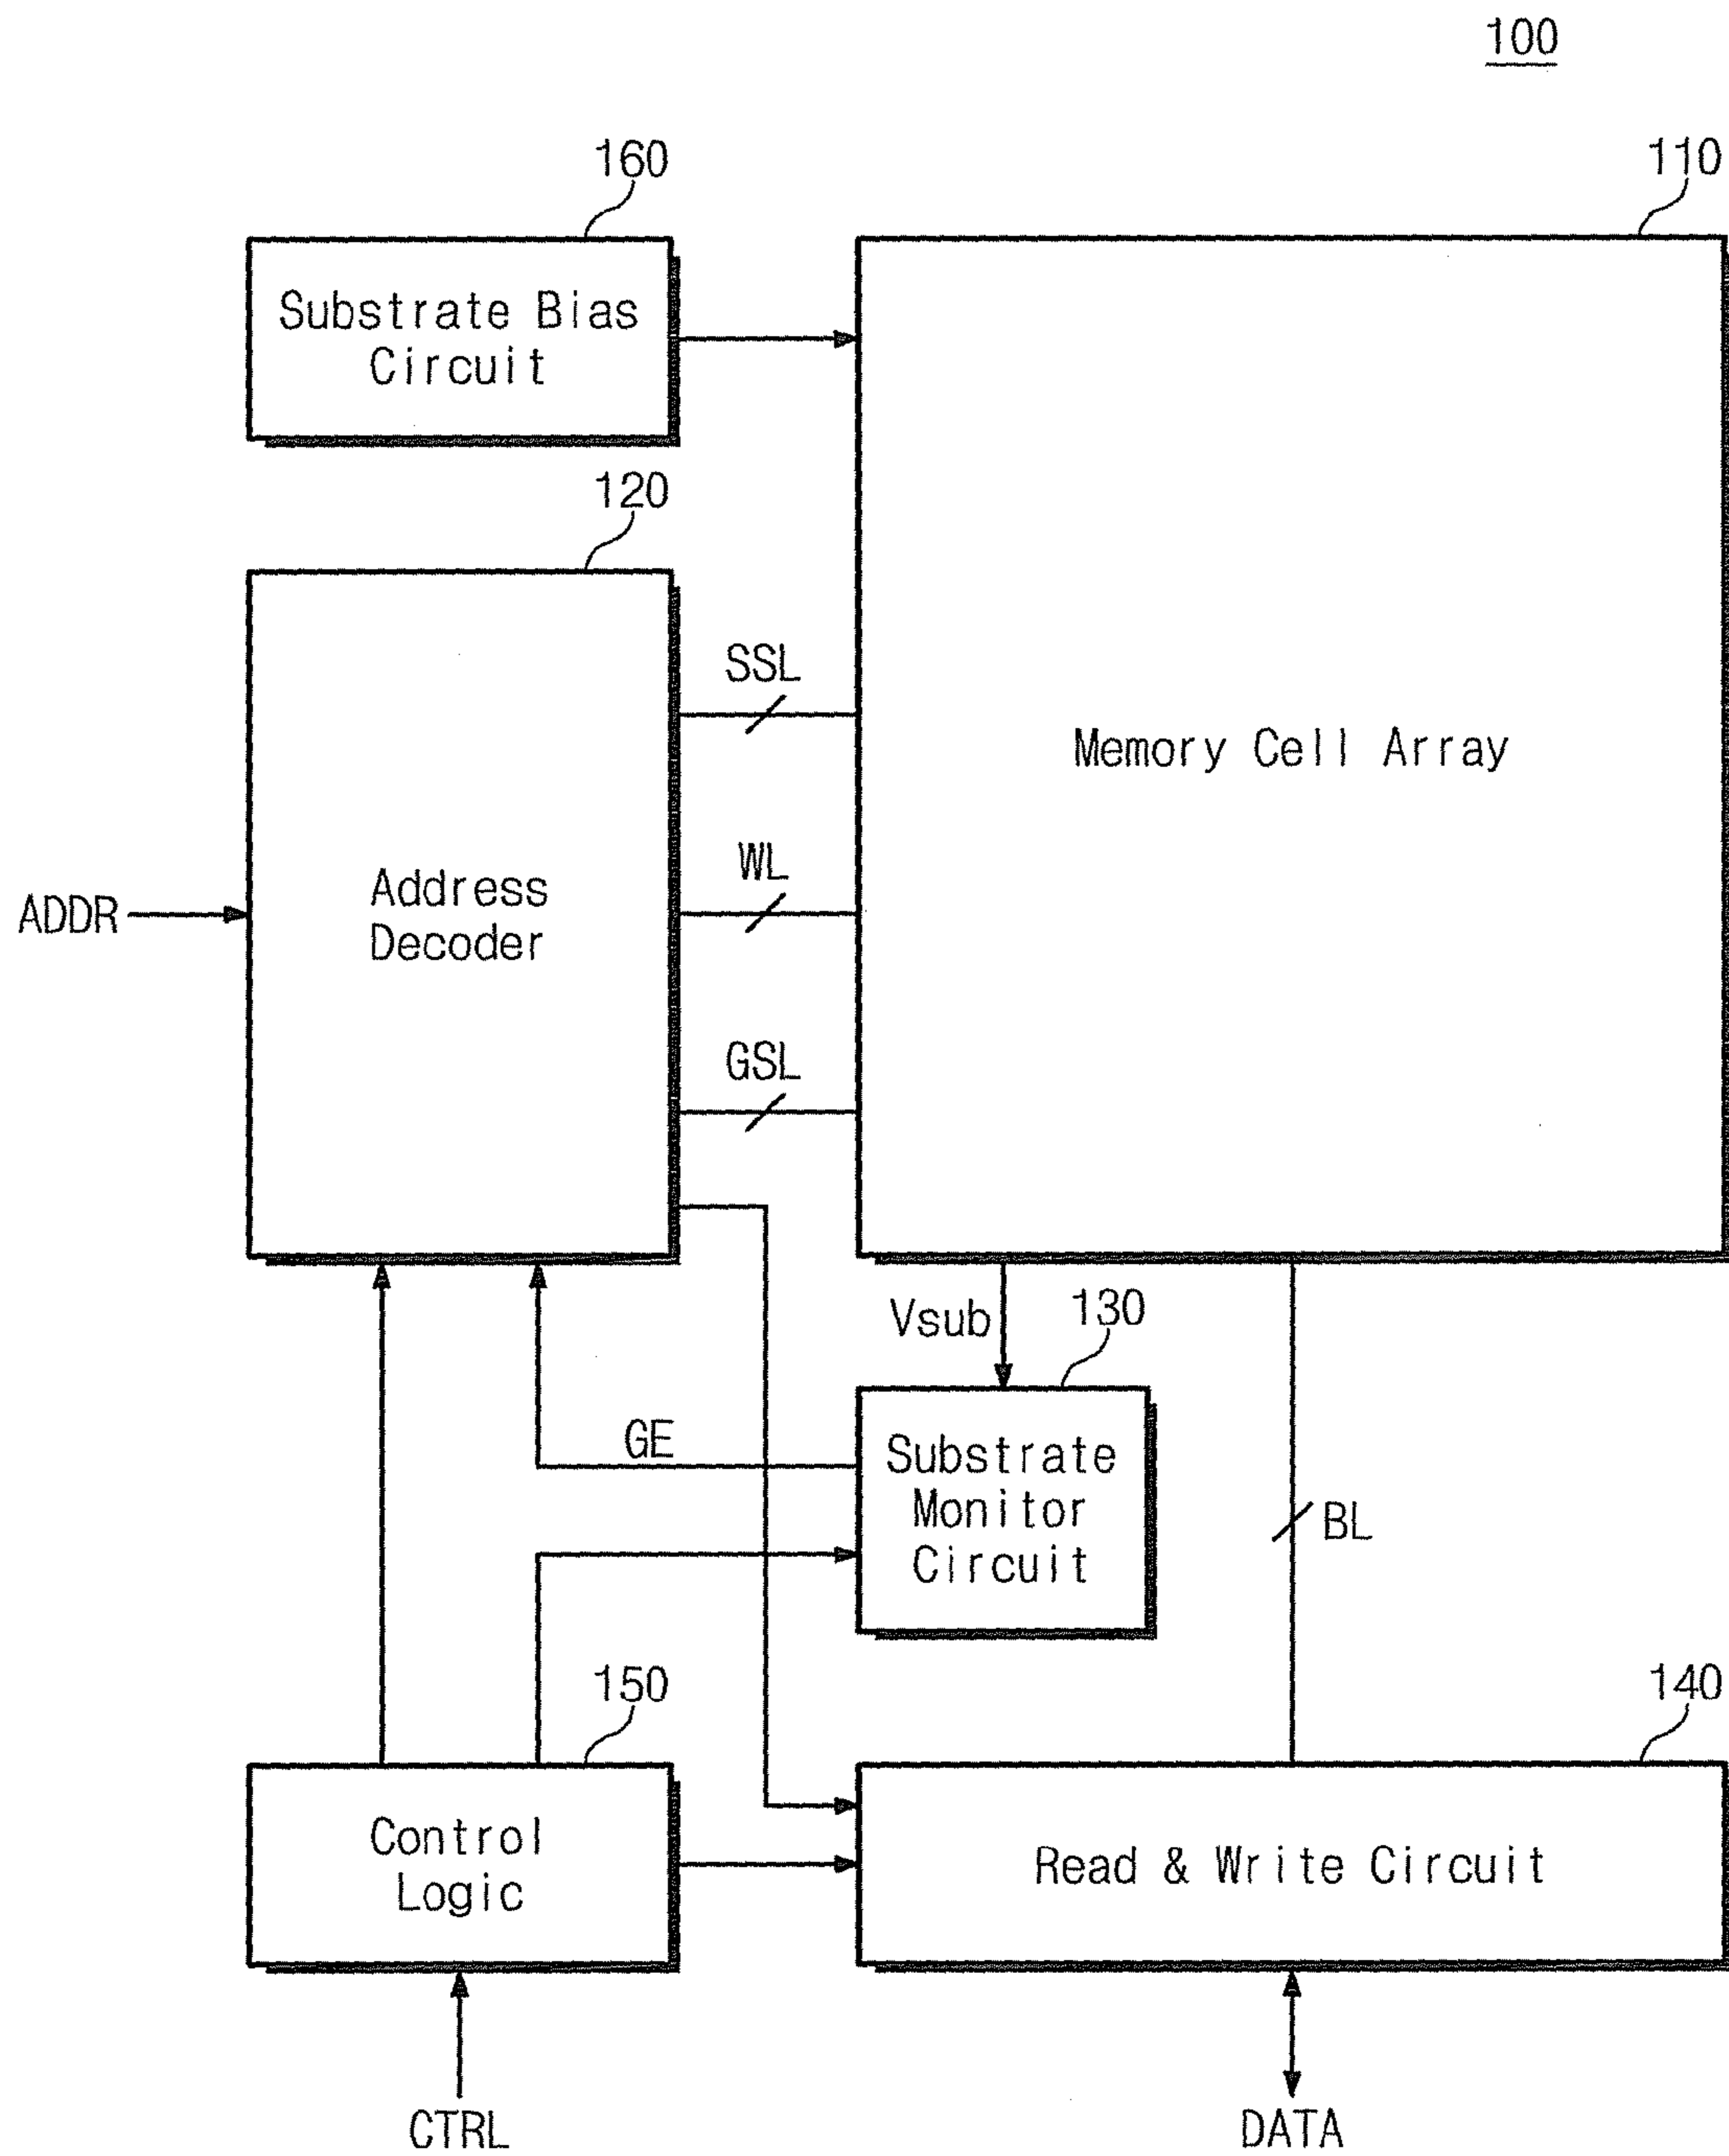 100
160
110
Substrate Bias
Circuit
120
SSL
Memory Cell Array
WL
ADDR
Address
Decoder
GSL
Vsub
130
GE
Substrate
Monitor
Circuit
BL
150
140
Control
Logic
Read & Write Circuit
CTRL
DATA